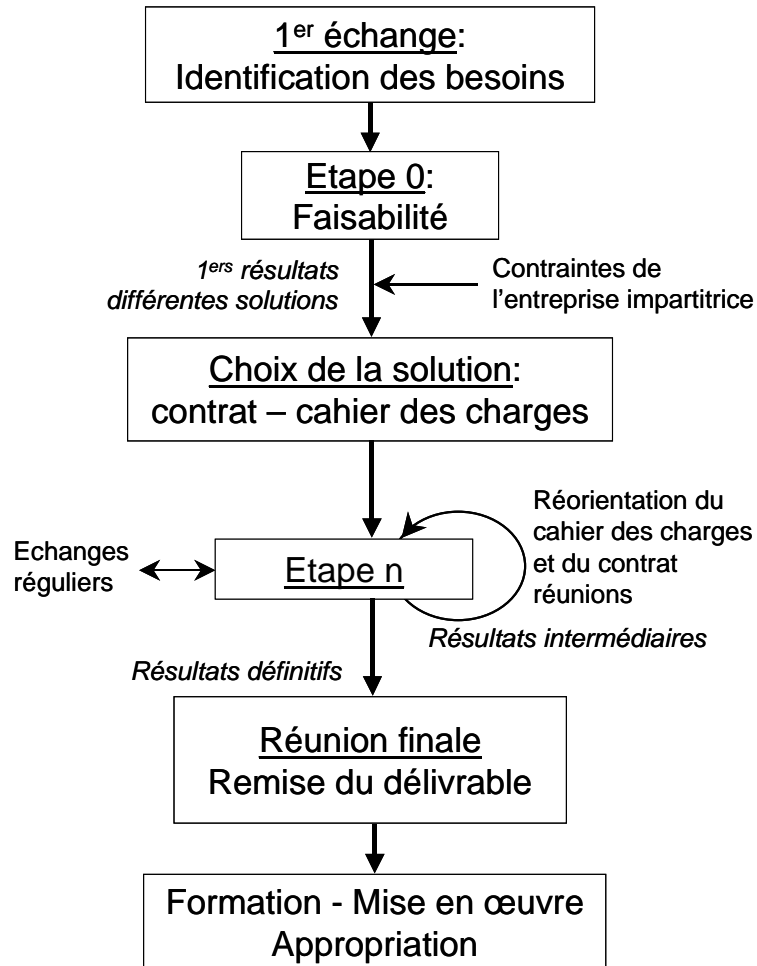 1er échange:
Identification des besoins
Etape 0:
Faisabilité
1ers résultats
différentes solutions
Contraintes de
l'entreprise impartitrice
Choix de la solution:
contrat – cahier des charges
Echanges
réguliers
Etape n
Réorientation du
cahier des charges
et du contrat
réunions
Résultats intermédiaires
Résultats définitifs
Réunion finale
Remise du délivrable
Formation - Mise en œuvre
Appropriation